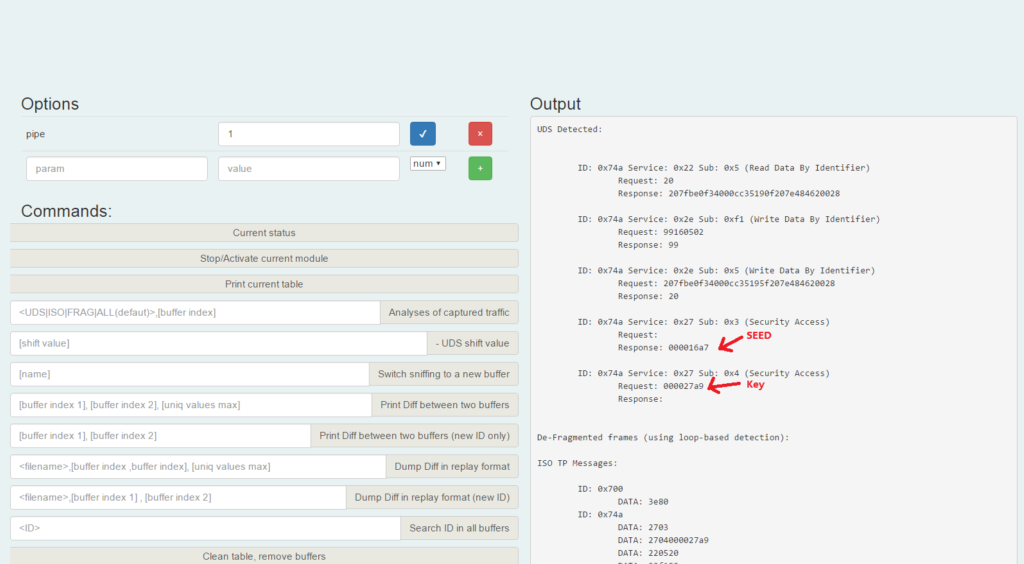 Options
pipe
1
✓
×
param
value
num ▾
+
Commands:
Current status
Stop/Activate current module
Print current table
<UDS|ISO|FRAG|ALL(defaut)>,[buffer index]
Analyses of captured traffic
[shift value]
- UDS shift value
[name]
Switch sniffing to a new buffer
[buffer index 1], [buffer index 2], [uniq values max]
Print Diff between two buffers
[buffer index 1], [buffer index 2]
Print Diff between two buffers (new ID only)
<filename>,[buffer index ,buffer index], [uniq values max]
Dump Diff in replay format
<filename>,[buffer index 1] , [buffer index 2]
Dump Diff in replay format (new ID)
<ID>
Search ID in all buffers
Clean table, remove buffers
Output
UDS Detected:
ID: 0x74a Service: 0x22 Sub: 0x5 (Read Data By Identifier)
Request: 20
Response: 207fbe0f34000cc35190f207e484620028
ID: 0x74a Service: 0x2e Sub: 0xf1 (Write Data By Identifier)
Request: 99160502
Response: 99
ID: 0x74a Service: 0x2e Sub: 0x5 (Write Data By Identifier)
Request: 207fbe0f34000cc35195f207e484620028
Response: 20
ID: 0x74a Service: 0x27 Sub: 0x3 (Security Access)
Request:
Response: 000016a7
SEED
ID: 0x74a Service: 0x27 Sub: 0x4 (Security Access)
Request: 000027a9
Key
Response:
De-Fragmented frames (using loop-based detection):
ISO TP Messages:
ID: 0x700
DATA: 3e80
ID: 0x74a
DATA: 2703
DATA: 2704000027a9
DATA: 220520